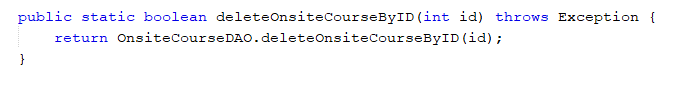 public static boolean deleteOnsiteCourseByID(int id) throws Exception {
    return OnsiteCourseDAO.deleteOnsiteCourseByID(id);
}